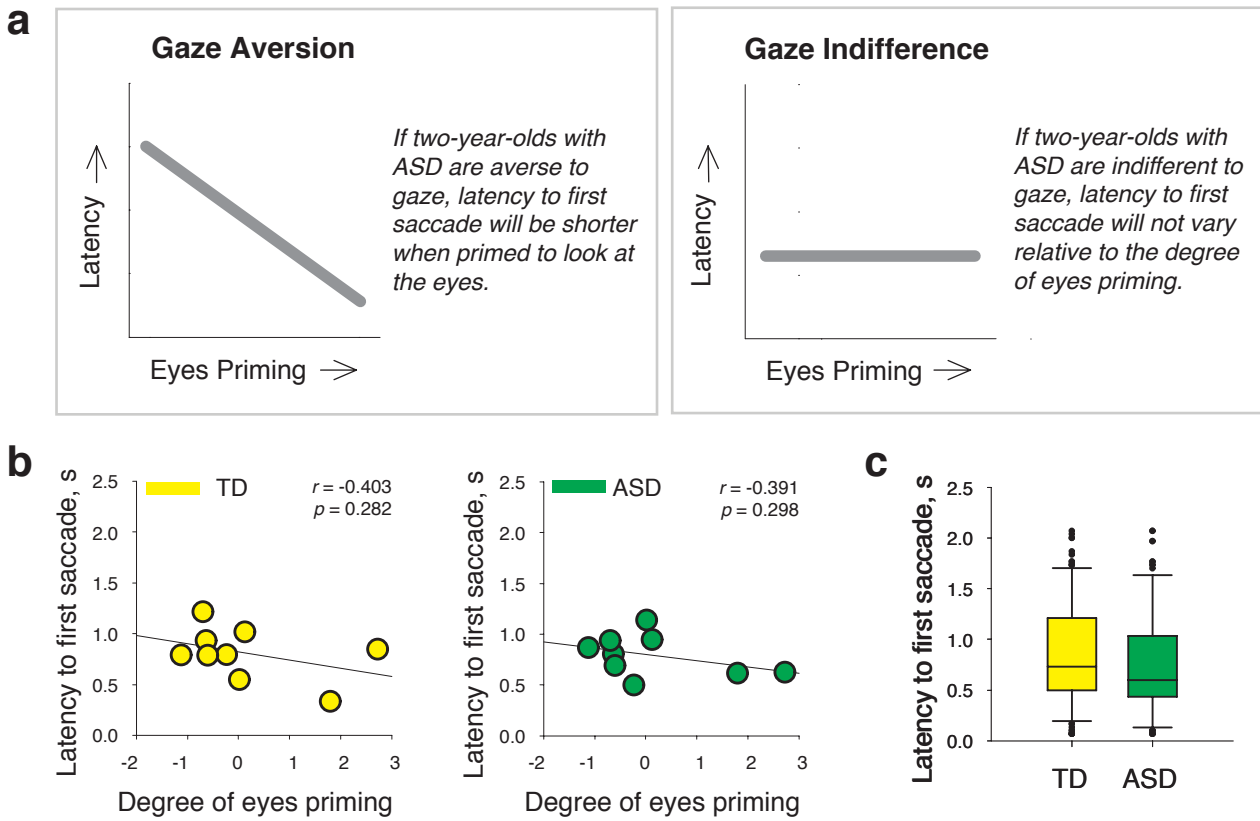 a
Gaze Aversion
Latency
If two-year-olds with
ASD are averse to
gaze, latency to first
saccade will be shorter
when primed to look at
the eyes.
Eyes Priming
Gaze Indifference
Latency
If two-year-olds with
ASD are indifferent to
gaze, latency to first
saccade will not vary
relative to the degree
of eyes priming.
Eyes Priming
b
Latency to first saccade, s
TD
r = -0.403
p = 0.282
2.5
2.0
1.5
1.0
0.5
0.0
-2 -1 0 1 2 3
Degree of eyes priming
Latency to first saccade, s
ASD
r = -0.391
p = 0.298
2.5
2.0
1.5
1.0
0.5
0.0
-2 -1 0 1 2 3
Degree of eyes priming
c
Latency to first saccade, s
2.5
2.0
1.5
1.0
0.5
0.0
TD ASD